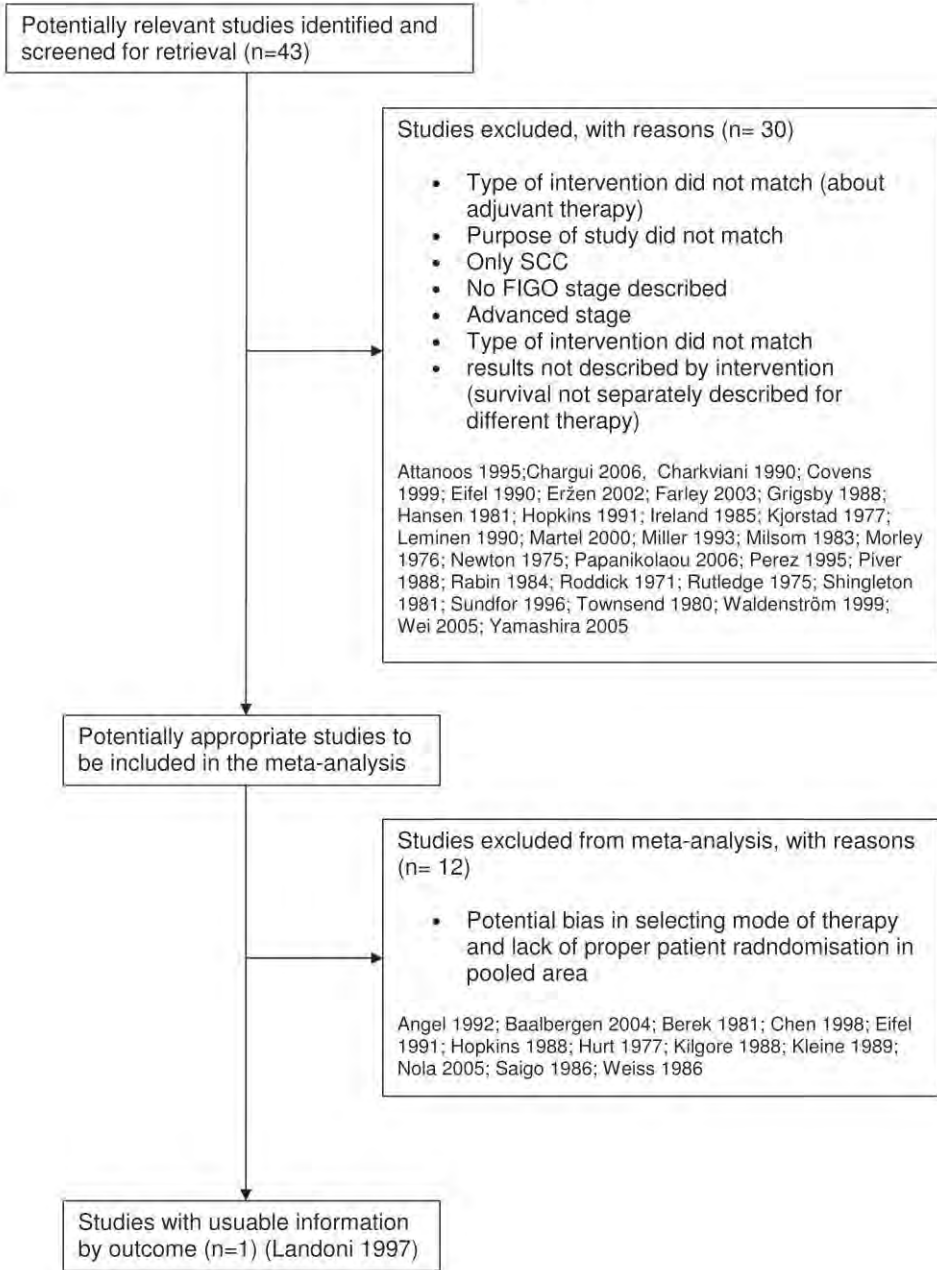 Potentially relevant studies identified and
screened for retrieval (n=43)
Studies excluded, with reasons (n= 30)
• Type of intervention did not match (about
adjuvant therapy)
• Purpose of study did not match
• Only SCC
• No FIGO stage described
• Advanced stage
• Type of intervention did not match
• results not described by intervention
(survival not separately described for
different therapy)
Attanoos 1995;Chargui 2006, Charkviani 1990; Covens
1999; Eifel 1990; Eržen 2002; Farley 2003; Grigsby 1988;
Hansen 1981; Hopkins 1991; Ireland 1985; Kjorstad 1977;
Leminen 1990; Martel 2000; Miller 1993; Milsom 1983; Morley
1976; Newton 1975; Papanikolaou 2006; Perez 1995; Piver
1988; Rabin 1984; Roddick 1971; Rutledge 1975; Shingleton
1981; Sundfor 1996; Townsend 1980; Waldenström 1999;
Wei 2005; Yamashira 2005
Potentially appropriate studies to
be included in the meta-analysis
Studies excluded from meta-analysis, with reasons
(n= 12)
• Potential bias in selecting mode of therapy
and lack of proper patient radndomisation in
pooled area
Angel 1992; Baalbergen 2004; Berek 1981; Chen 1998; Eifel
1991; Hopkins 1988; Hurt 1977; Kilgore 1988; Kleine 1989;
Nola 2005; Saigo 1986; Weiss 1986
Studies with usuable information
by outcome (n=1) (Landoni 1997)